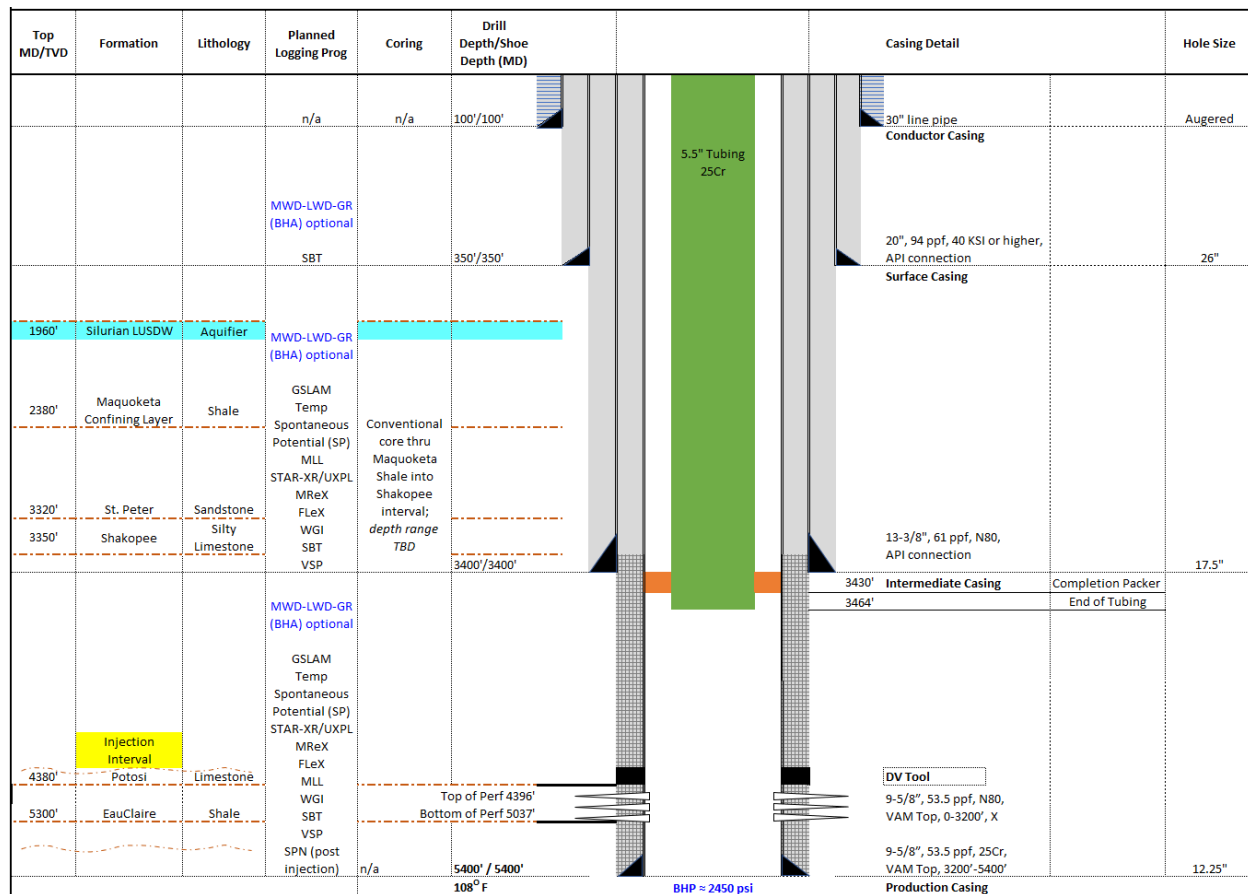 Top
MD/TVD
Formation
Lithology
Planned
Logging Prog
Coring
Drill
Depth/Shoe
Depth (MD)
Casing Detail
Hole Size
n/a
n/a
100'/100'
30" line pipe
Augered
Conductor Casing
5.5" Tubing
25Cr
MWD-LWD-GR
(BHA) optional
SBT
350'/350'
20", 94 ppf, 40 KSI or higher,
API connection
26"
Surface Casing
1960'
Silurian LUSDW
Aquifier
MWD-LWD-GR
(BHA) optional
GSLAM
Temp
Spontaneous
Potential (SP)
MLL
STAR-XR/UXPL
MReX
FLeX
WGI
SBT
VSP
2380'
Maquoketa
Confining Layer
Shale
Conventional
core thru
Maquoketa
Shale into
Shakopee
interval;
depth range
TBD
3320'
St. Peter
Sandstone
3350'
Shakopee
Silty
Limestone
3400'/3400'
13-3/8", 61 ppf, N80,
API connection
17.5"
3430'
Intermediate Casing
Completion Packer
3464'
End of Tubing
MWD-LWD-GR
(BHA) optional
GSLAM
Temp
Spontaneous
Potential (SP)
STAR-XR/UXPL
MReX
FLeX
MLL
WGI
SBT
VSP
SPN (post
injection)
Injection
Interval
4380'
Potosi
Limestone
DV Tool
Top of Perf 4396'
Bottom of Perf 5037'
9-5/8", 53.5 ppf, N80,
VAM Top, 0-3200', X
5300'
EauClaire
Shale
9-5/8", 53.5 ppf, 25Cr,
VAM Top, 3200'-5400'
n/a
5400' / 5400'
12.25"
108° F
BHP ≈ 2450 psi
Production Casing